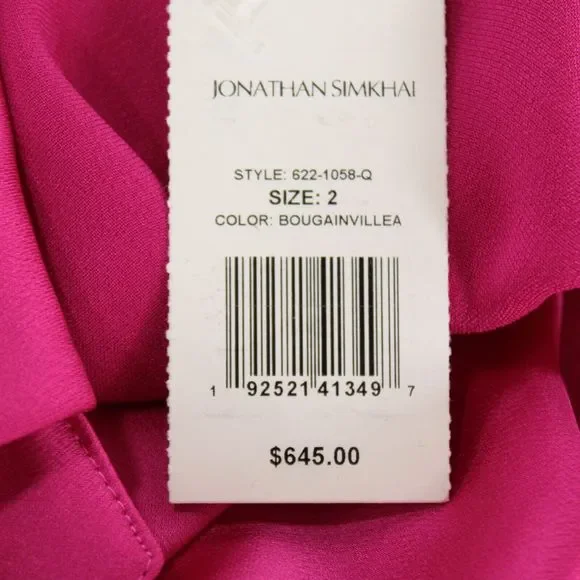 JONATHAN SIMKHAI
STYLE: 622-1058-Q
SIZE: 2
COLOR: BOUGAINVILLEA
1 92521 41349 7
$645.00